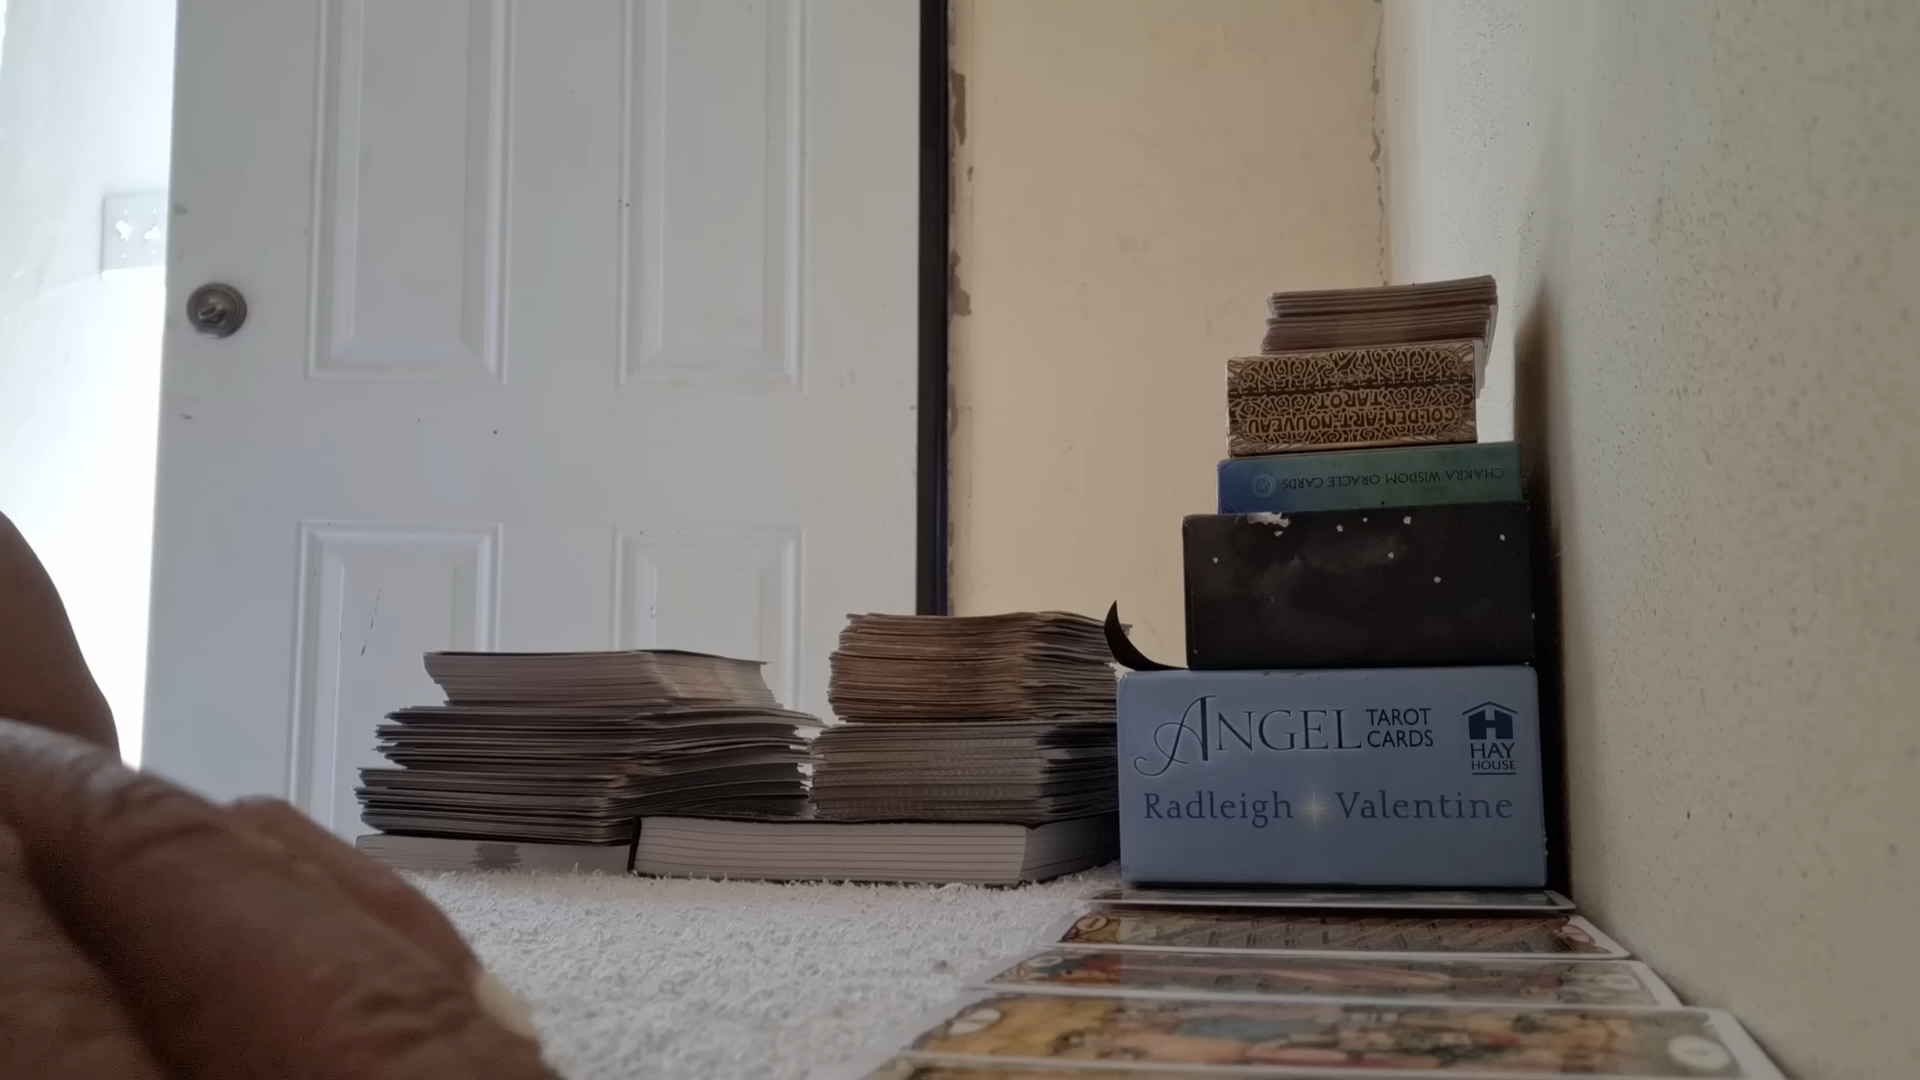 GOLDEN ART NOUVEAU
TAROT
CHAKRA WISDOM ORACLE CARDS
ANGEL TAROT
CARDS
HAY
HOUSE
Radleigh Valentine